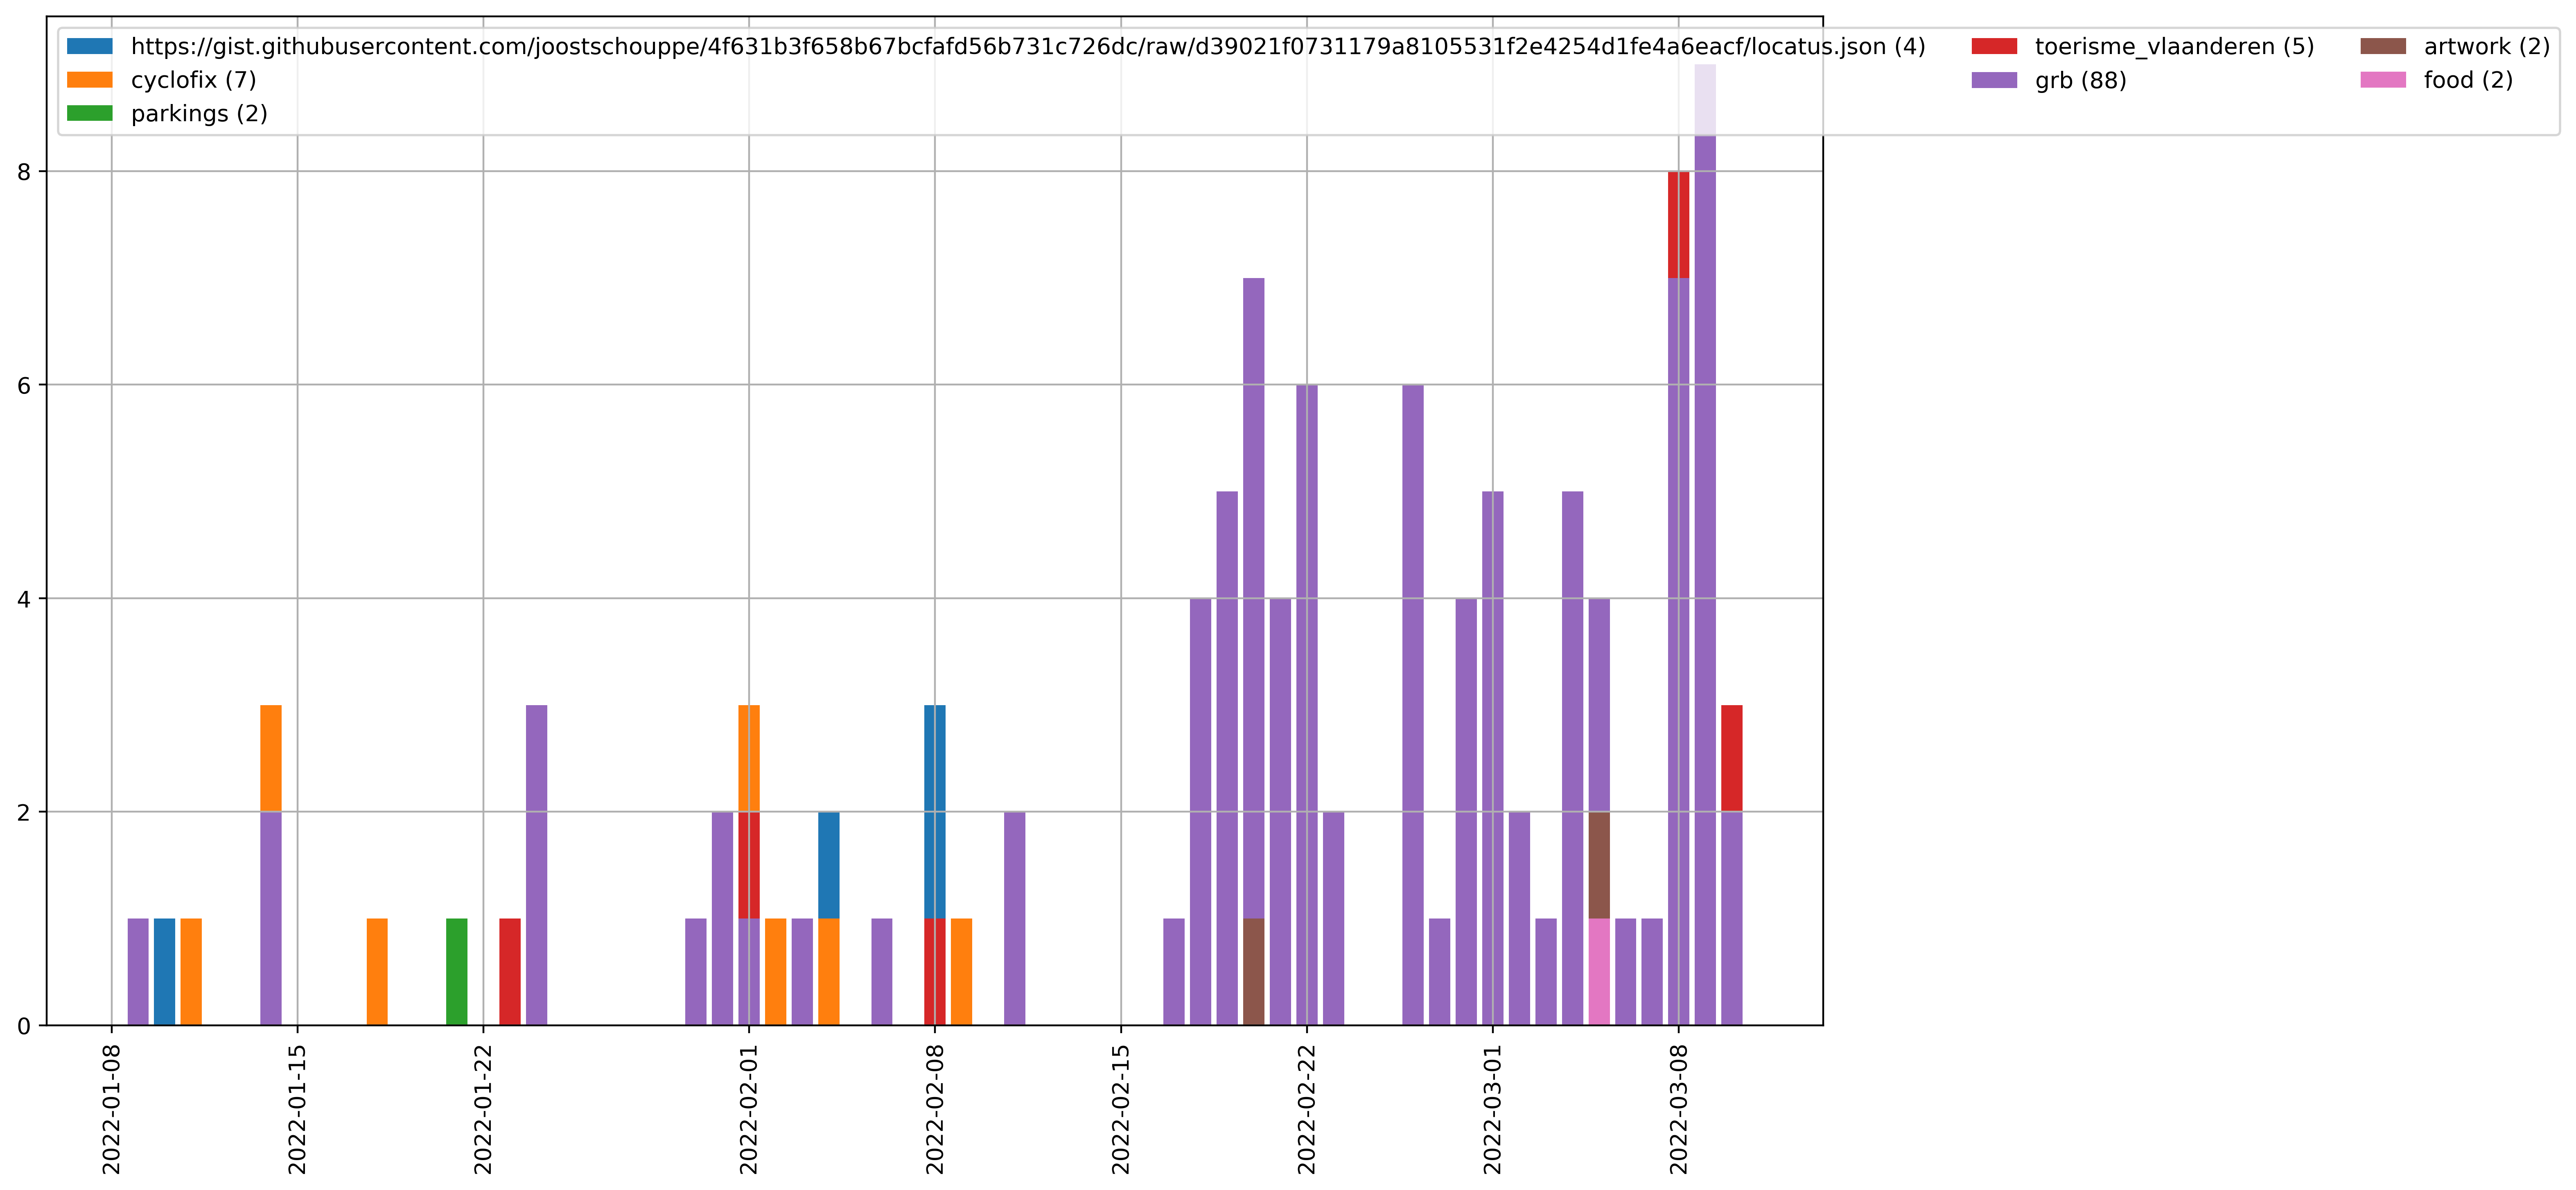 https://gist.githubusercontent.com/joostschouppe/4f631b3f658b67bcfafd56b731c726dc/raw/d39021f0731179a8105531f2e4254d1fe4a6eacf/locatus.json (4)
cyclofix (7)
parkings (2)
toerisme_vlaanderen (5)
grb (88)
artwork (2)
food (2)
8
6
4
2
0
2022-01-08
2022-01-15
2022-01-22
2022-02-01
2022-02-08
2022-02-15
2022-02-22
2022-03-01
2022-03-08